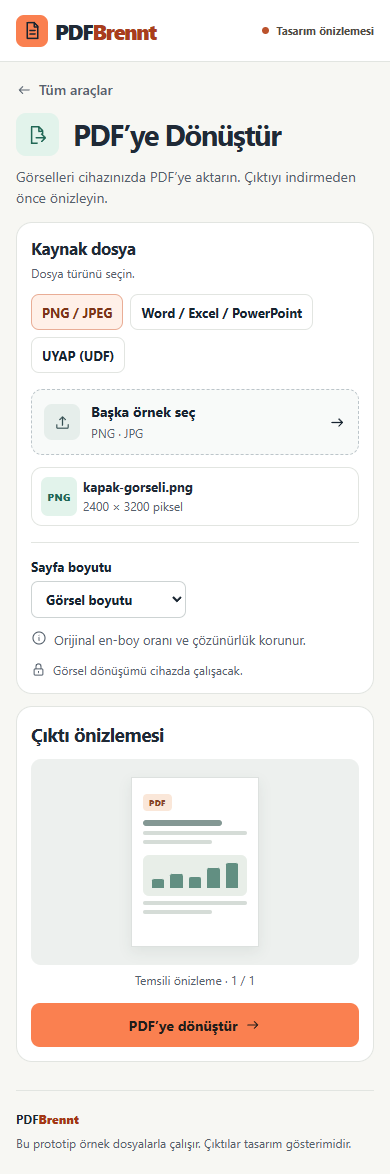 PDFBrennt
Tasarım önizlemesi
← Tüm araçlar
PDF’ye Dönüştür
Görselleri cihazınızda PDF’ye aktarın. Çıktıyı indirmeden
önce önizleyin.
Kaynak dosya
Dosya türünü seçin.
PNG / JPEG
Word / Excel / PowerPoint
UYAP (UDF)
Başka örnek seç →
PNG · JPG
PNG
kapak-gorseli.png
2400 × 3200 piksel
Sayfa boyutu
Görsel boyutu
Orijinal en-boy oranı ve çözünürlük korunur.
Görsel dönüşümü cihazda çalışacak.
Çıktı önizlemesi
PDF
Temsili önizleme · 1 / 1
PDF’ye dönüştür →
PDFBrennt
Bu prototip örnek dosyalarla çalışır. Çıktılar tasarım gösterimidir.